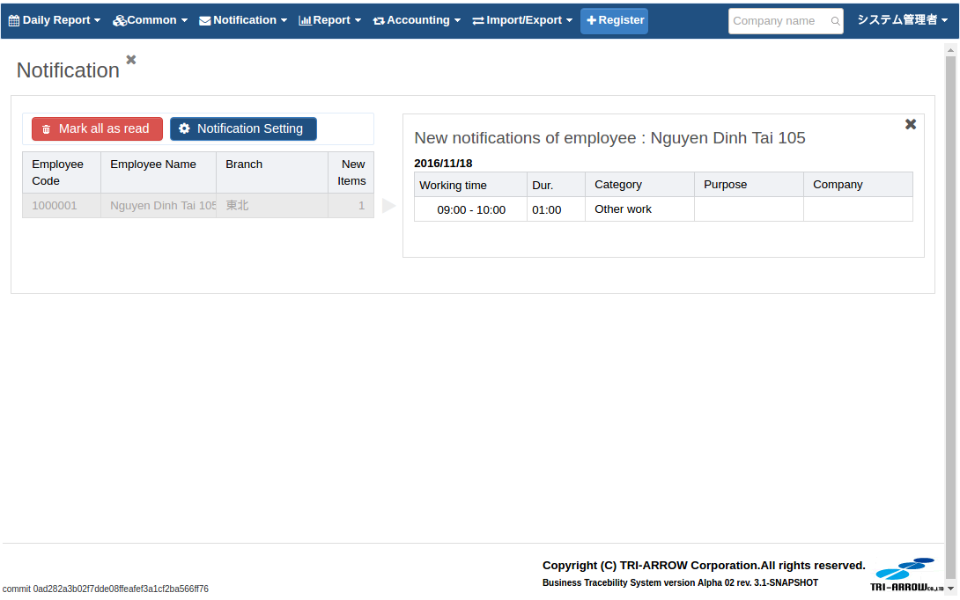 Daily Report Common Notification Report Accounting Import/Export Register Company name システム管理者
Notification
Mark all as read Notification Setting
Employee Code Employee Name Branch New Items
1000001 Nguyen Dinh Tai 105 東北 1
New notifications of employee : Nguyen Dinh Tai 105
2016/11/18
Working time Dur. Category Purpose Company
09:00 - 10:00 01:00 Other work
Copyright (C) TRI-ARROW Corporation.All rights reserved.
Business Tracebility System version Alpha 02 rev. 3.1-SNAPSHOT
TRI-ARROW CO.,LTD
commit 0ad282a3b02f7dde08ffeafef3a1cf2ba566ff76